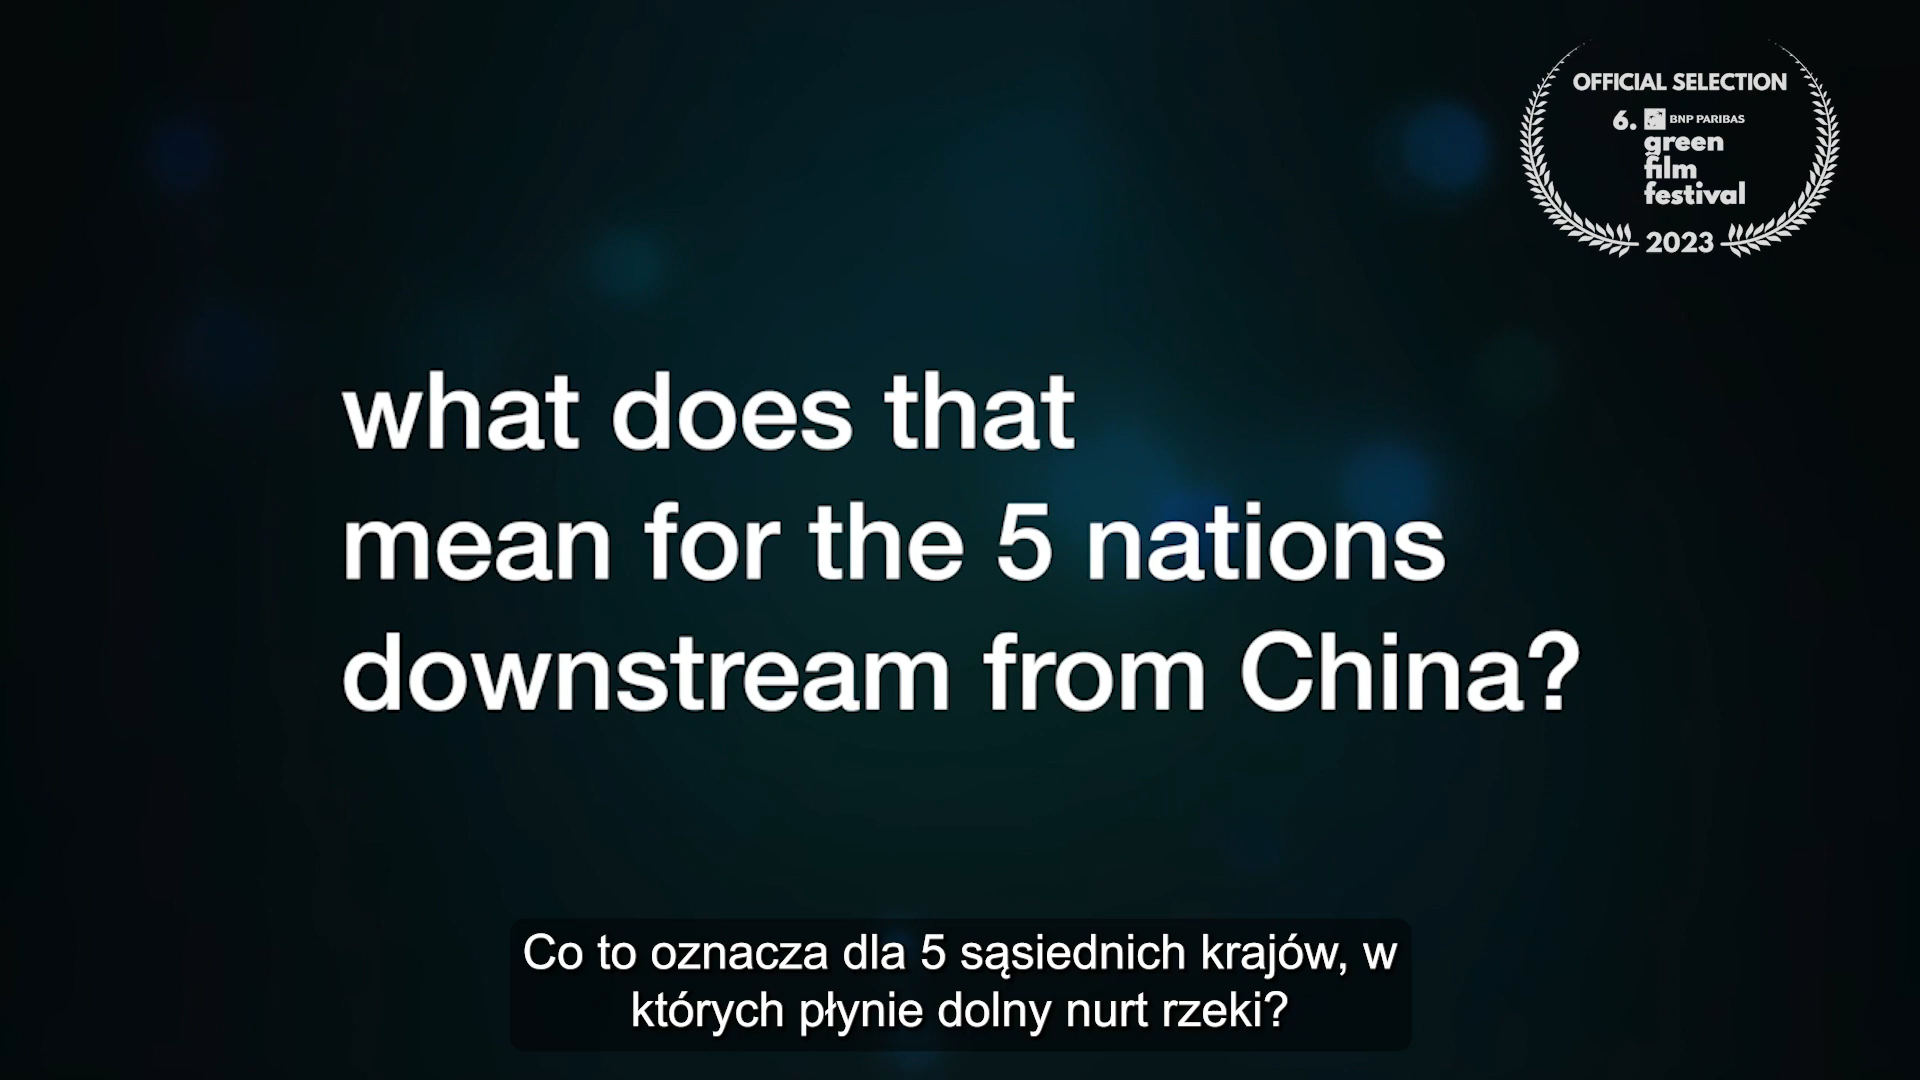 OFFICIAL SELECTION
6. BNP PARIBAS
green
film
festival
2023
what does that
mean for the 5 nations
downstream from China?
Co to oznacza dla 5 sąsiednich krajów, w
których płynie dolny nurt rzeki?